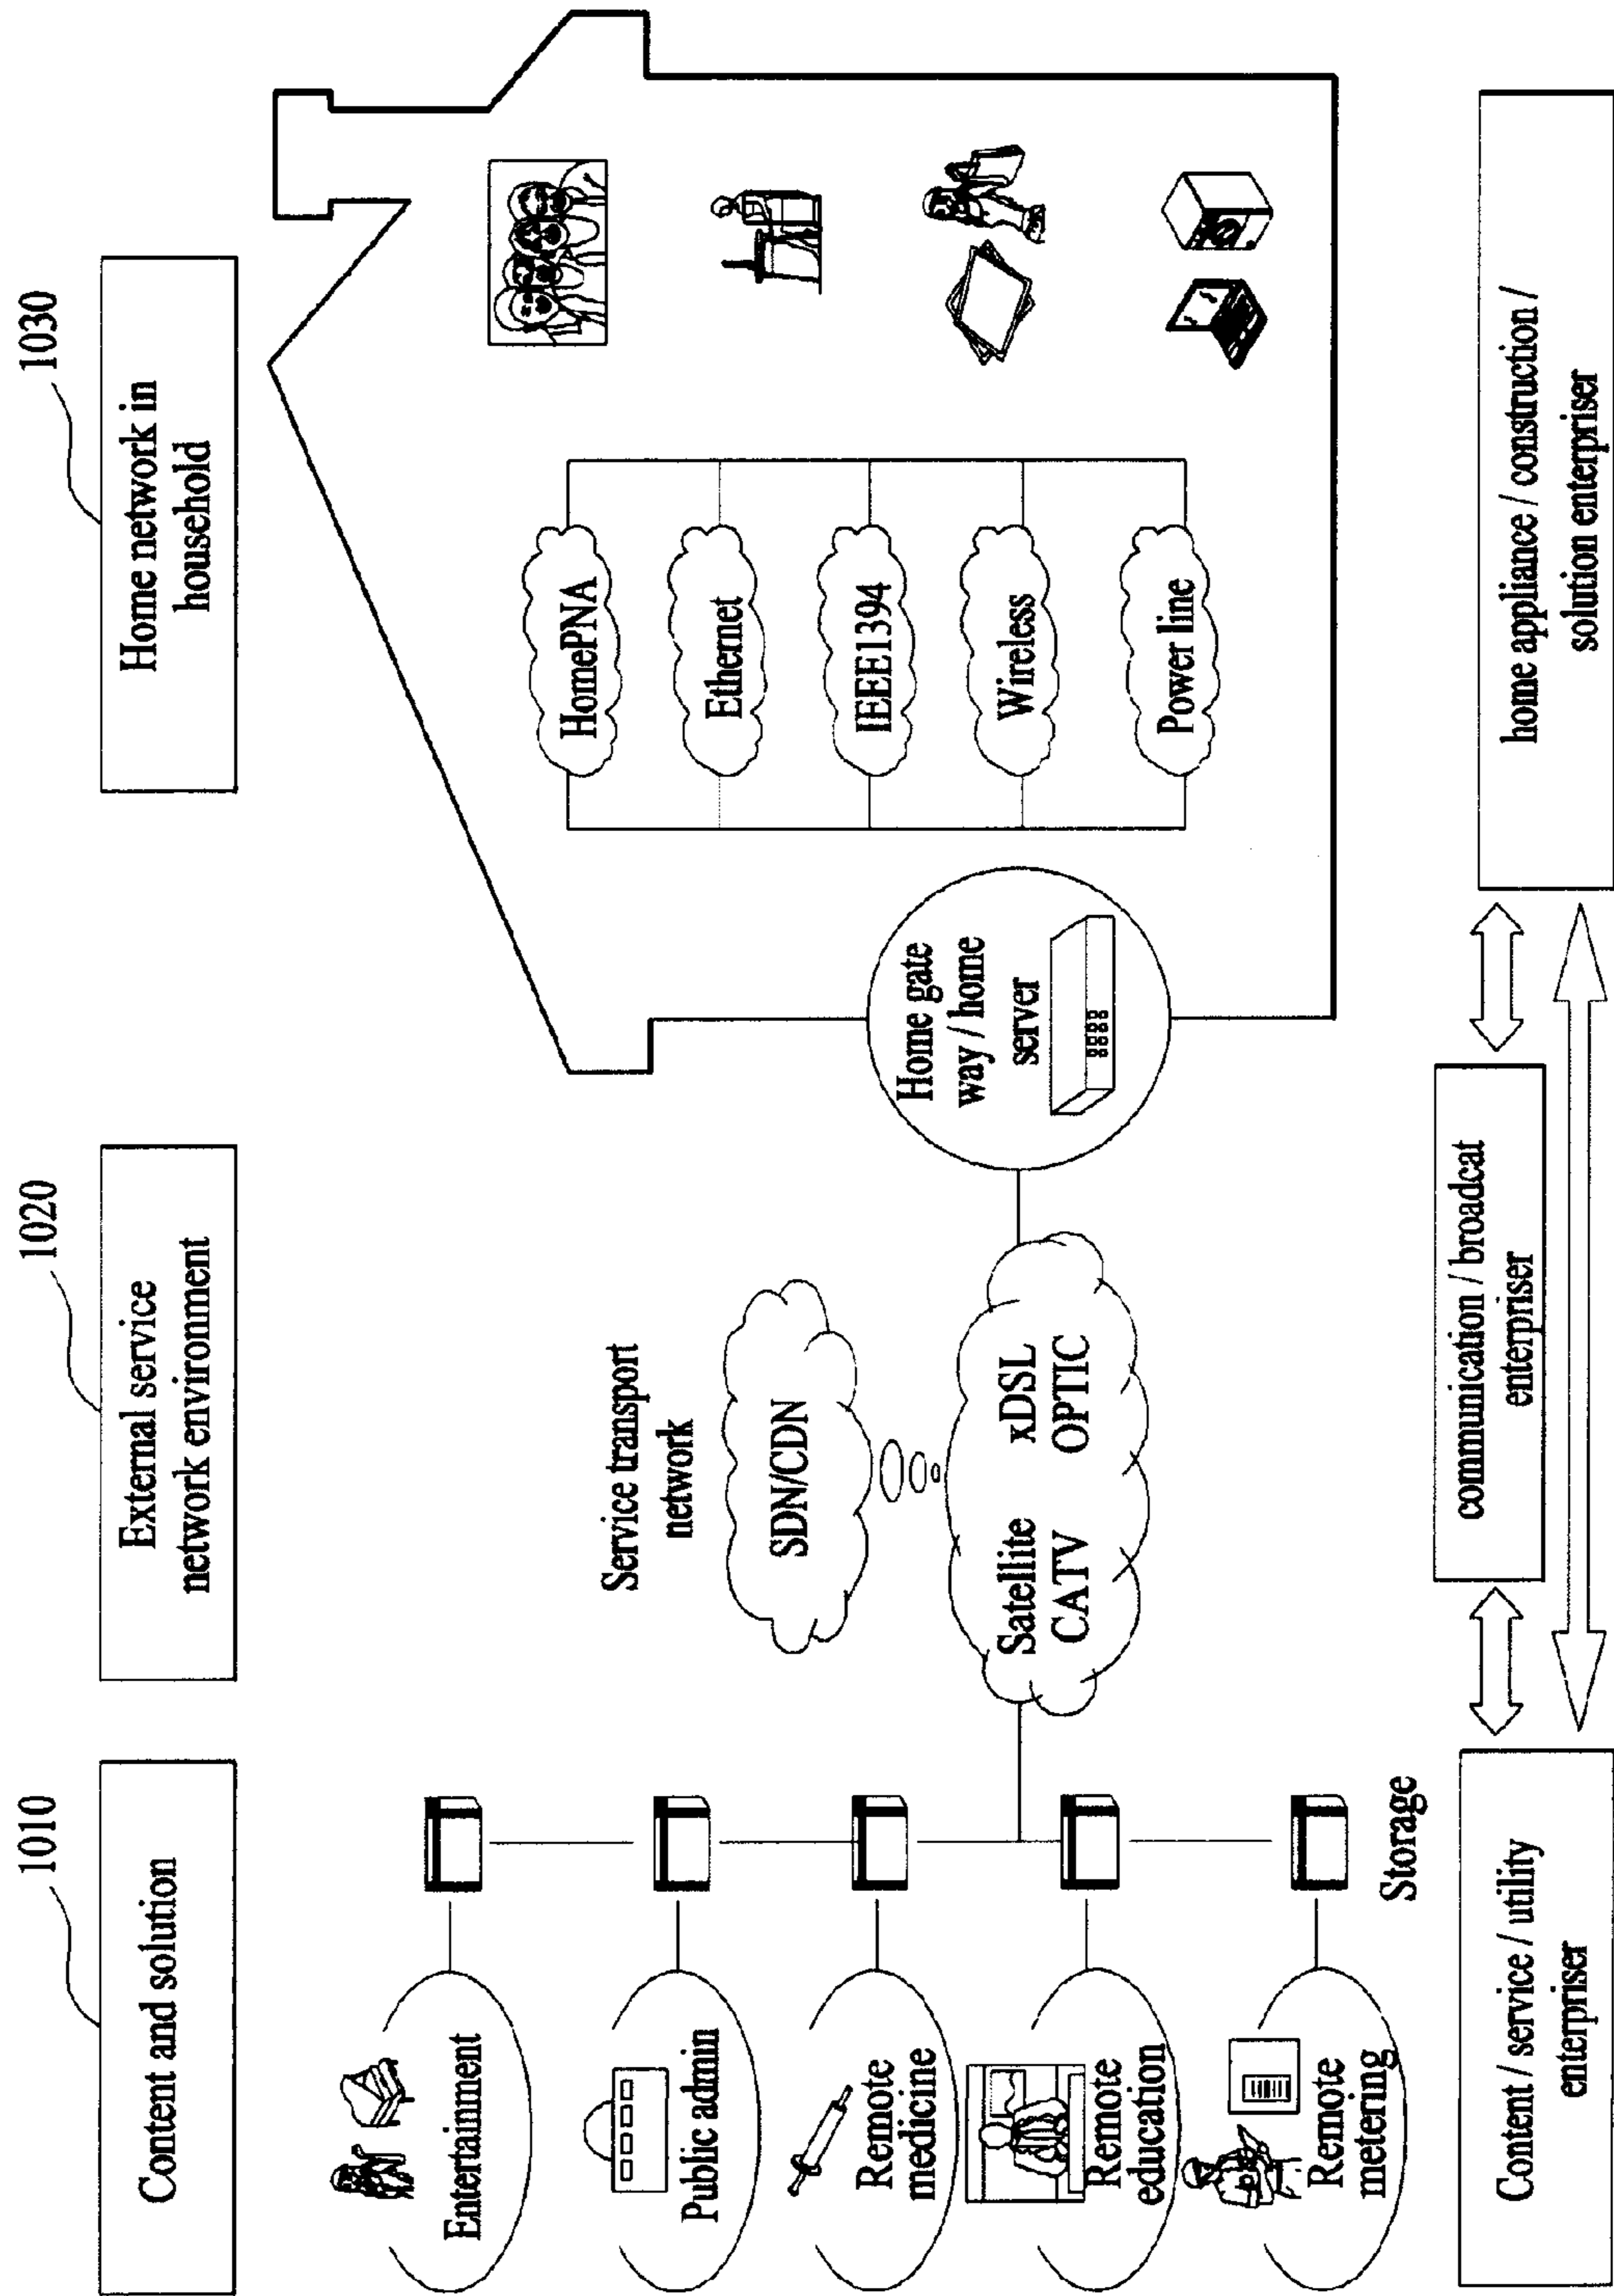 1010
1020
1030
Content and solution
External service
network environment
Home network in
household
Entertainment
Public admin
Remote
medicine
Remote
education
Remote
metering
Storage
Service transport
network
SDN/CDN
Satellite
CATV
xDSL
OPTIC
Home gate
way / home
server
HomePNA
Ethernet
IEEE1394
Wireless
Power line
Content / service / utility
enterpriser
communication / broadcat
enterpriser
home appliance / construction /
solution enterpriser